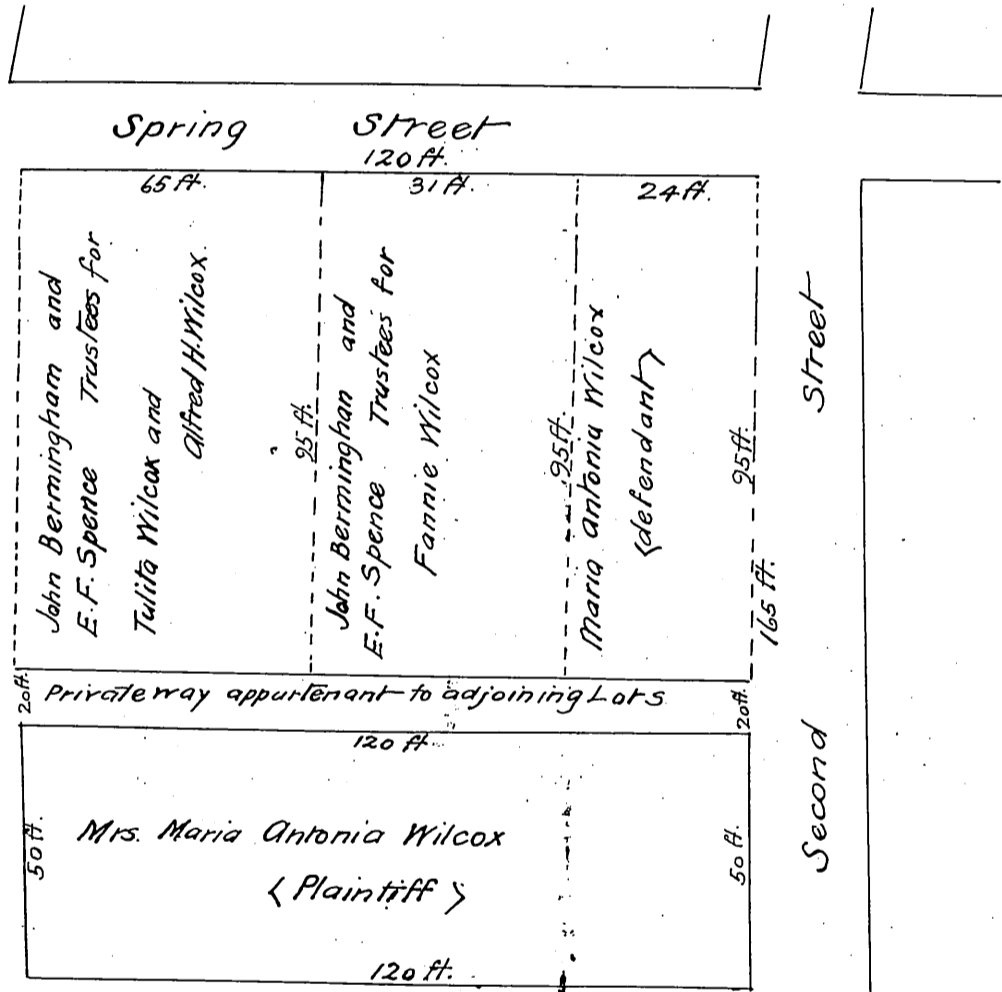 Spring Street
120 ft.
65 ft.
31 ft.
24 ft.
John Bermingham and
E.F. Spence Trustees for
Tulita Wilcox and
Alfred H. Wilcox.
95 ft.
John Berminghan and
E.F. Spence Trustees for
Fannie Wilcox
95 ft.
Maria Antonia Wilcox
(defendant)
95 ft.
165 ft.
Second Street
20 ft.
Private way appurtenant to adjoining Lots
20 ft.
120 ft.
50 ft.
Mrs. Maria Antonia Wilcox
(Plaintiff)
50 ft.
120 ft.